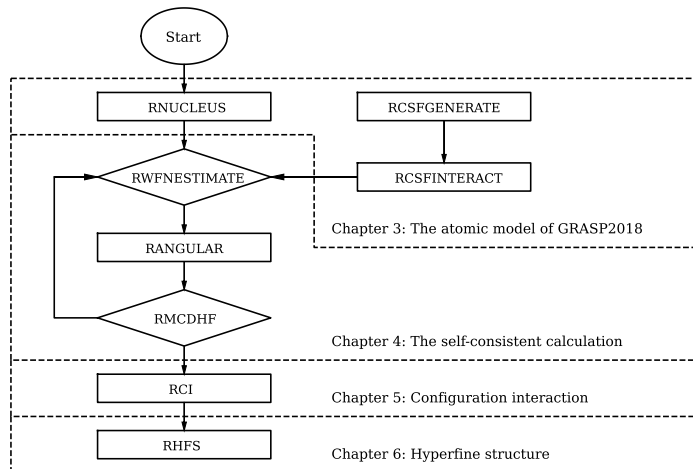 Start
RNUCLEUS
RCSFGENERATE
RWFNESTIMATE
RCSFINTERACT
Chapter 3: The atomic model of GRASP2018
RANGULAR
RMCDHF
Chapter 4: The self-consistent calculation
RCI
Chapter 5: Configuration interaction
RHFS
Chapter 6: Hyperfine structure